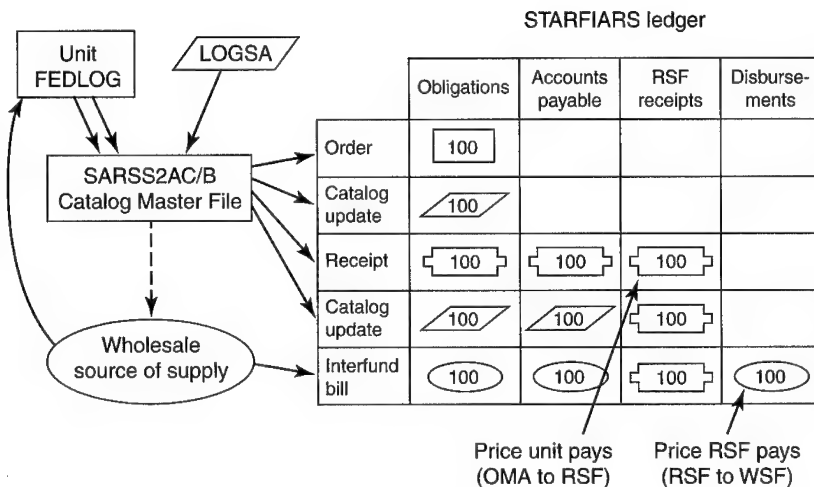 STARFIARS ledger
Unit
FEDLOG
LOGSA
Obligations
Accounts
payable
RSF
receipts
Disburse-
ments
SARSS2AC/B
Catalog Master File
Order
100
Catalog
update
100
Receipt
100 100 100
Catalog
update
100 100 100
Wholesale
source of supply
Interfund
bill
100 100 100 100
Price unit pays
(OMA to RSF)
Price RSF pays
(RSF to WSF)